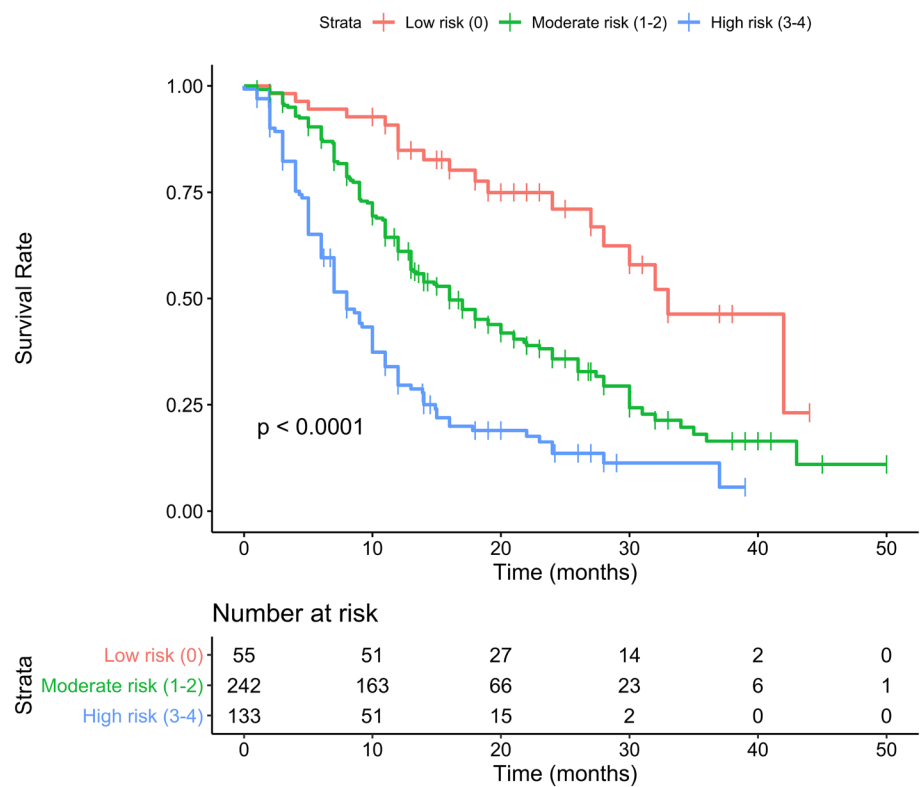 Strata Low risk (0) Moderate risk (1-2) High risk (3-4)
Survival Rate
1.00
0.75
0.50
0.25
0.00
p < 0.0001
0 10 20 30 40 50
Time (months)
Number at risk
Strata
Low risk (0) 55 51 27 14 2 0
Moderate risk (1-2) 242 163 66 23 6 1
High risk (3-4) 133 51 15 2 0 0
0 10 20 30 40 50
Time (months)